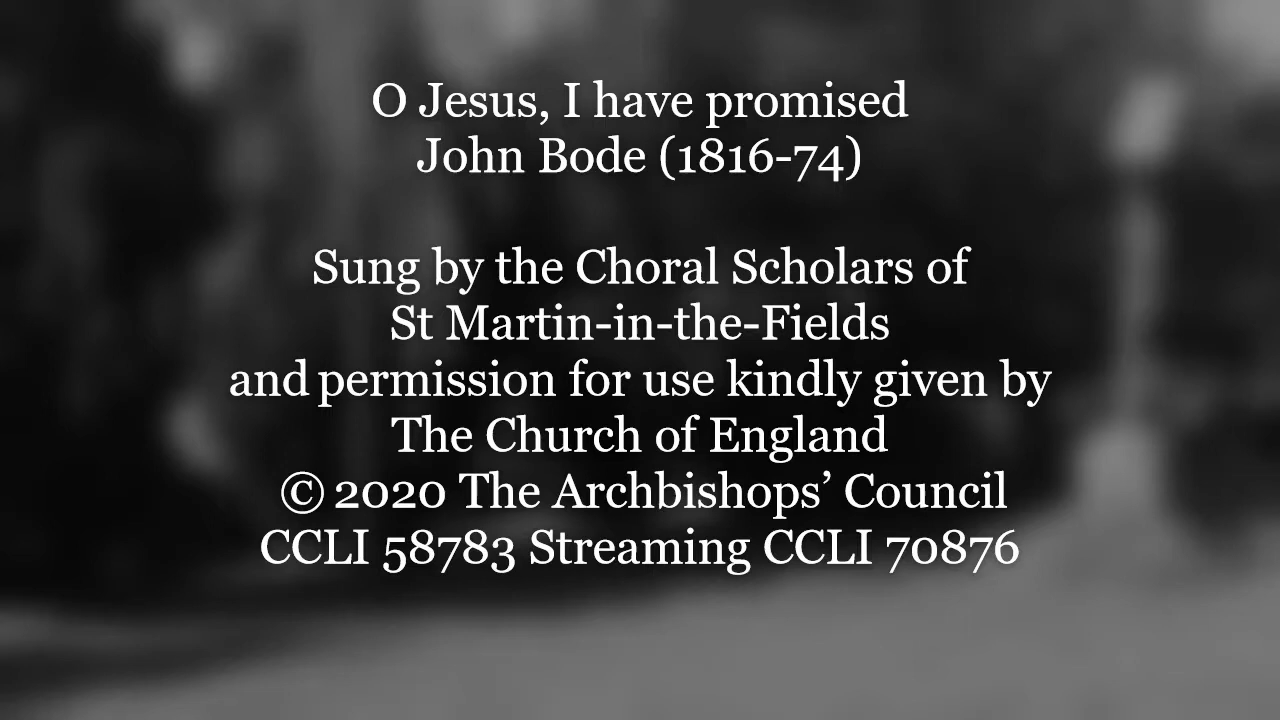 O Jesus, I have promised
John Bode (1816-74)
Sung by the Choral Scholars of
St Martin-in-the-Fields
and permission for use kindly given by
The Church of England
© 2020 The Archbishops’ Council
CCLI 58783 Streaming CCLI 70876